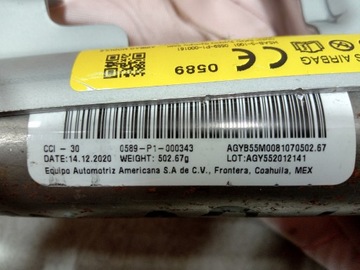 S AIRBAG
0589
CE
CCI - 30 0589-P1-000343 AGYB55M0081070502.67
DATE:14.12.2020 WEIGHT: 502.67g LOT:AGY552012141
Equipo Automotriz Americana S.A de C.V., Frontera, Coahuila, MEX